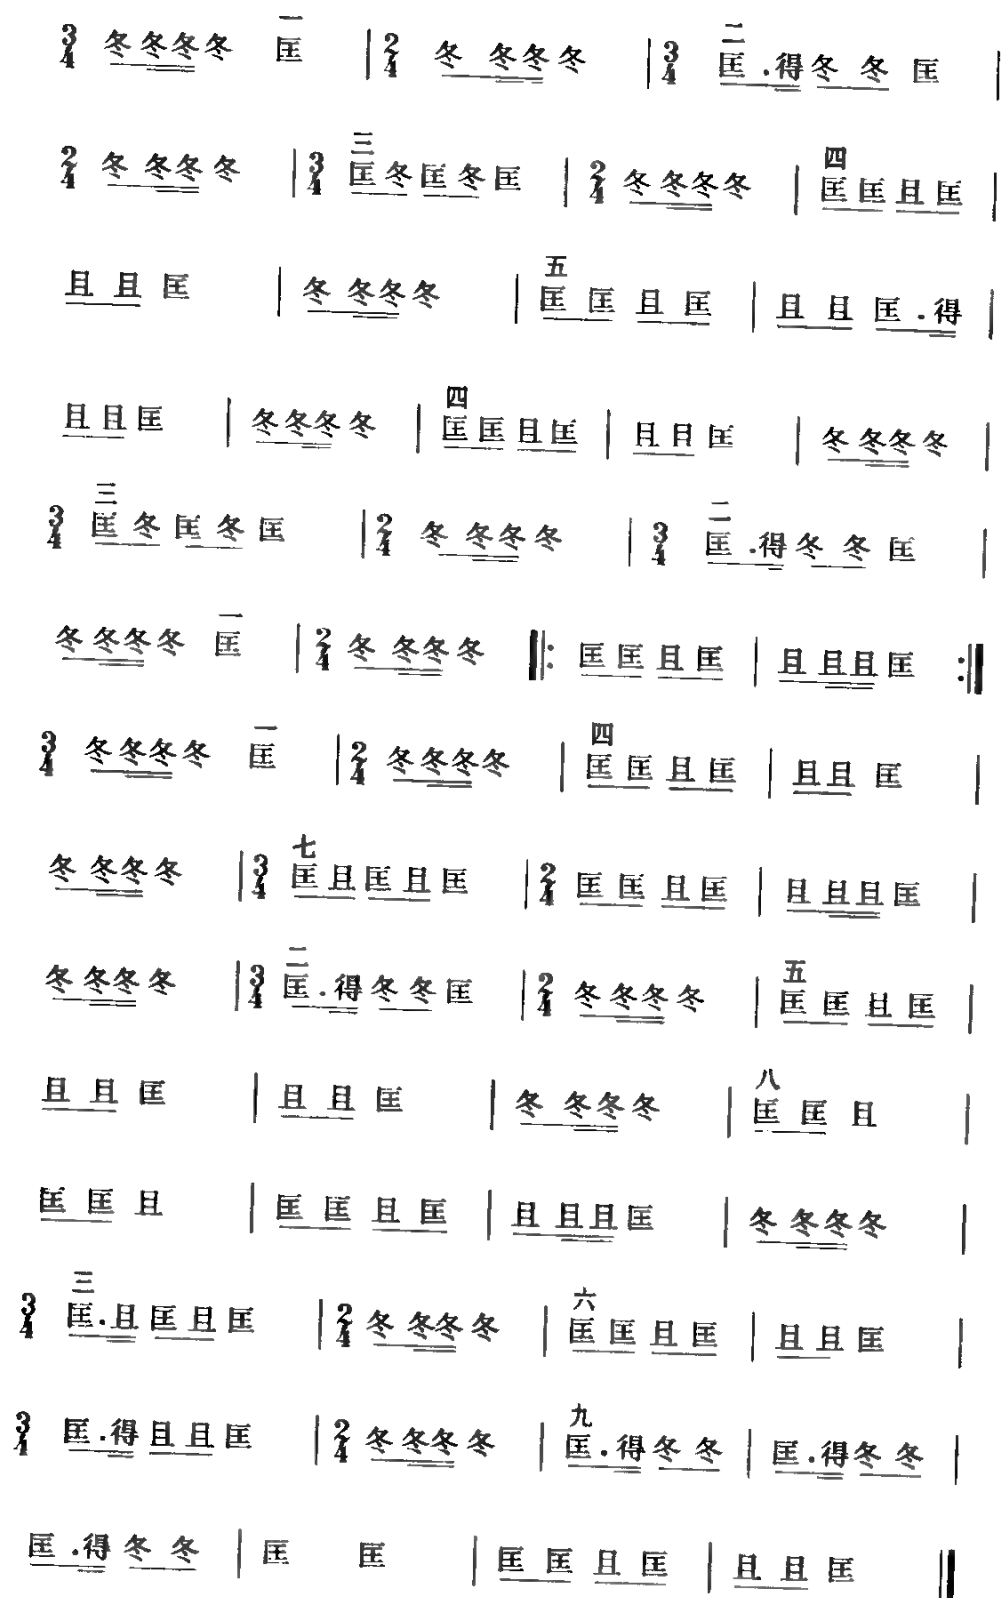 3/4 冬冬冬冬 一匡 | 2/4 冬 冬冬冬 | 3/4 二匡.得冬 冬 匡 |
2/4 冬 冬冬冬 | 3/4 三匡冬匡冬匡 | 2/4 冬 冬冬冬 | 四匡匡且匡 |
且 且 匡 | 冬 冬冬冬 | 五匡 匡 且 匡 | 且 且 匡.得 |
且且匡 | 冬冬冬冬 | 四匡匡且匡 | 且且匡 | 冬 冬冬冬 |
3/4 三匡冬匡冬匡 | 2/4 冬 冬冬冬 | 3/4 二匡.得冬冬匡 |
冬 冬冬冬 一匡 | 2/4 冬 冬冬冬 ‖: 匡匡且匡 | 且 且且匡 :‖
3/4 冬冬冬冬 一匡 | 2/4 冬冬冬冬 | 四匡匡且匡 | 且且匡 |
冬 冬冬冬 | 3/4 七匡且匡且匡 | 2/4 匡匡且匡 | 且 且且匡 |
冬 冬冬冬 | 3/4 二匡.得冬冬匡 | 2/4 冬 冬冬冬 | 五匡匡且匡 |
且 且 匡 | 且 且 匡 | 冬 冬冬冬 | 八匡 匡 且 |
匡 匡 且 | 匡 匡 且 匡 | 且 且且匡 | 冬 冬冬冬 |
3/4 三匡.且匡且匡 | 2/4 冬 冬冬冬 | 六匡匡且匡 | 且且匡 |
3/4 匡.得且且匡 | 2/4 冬 冬冬冬 | 九匡.得冬冬 | 匡.得冬冬 |
匡.得冬 冬 | 匡 匡 | 匡 匡 且 匡 | 且 且 匡 ‖